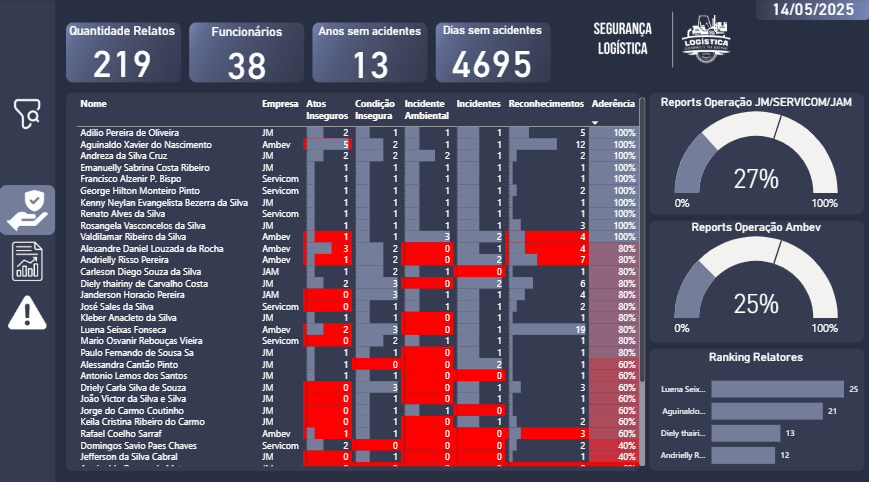 14/05/2025
Quantidade Relatos
219
Funcionários
38
Anos sem acidentes
13
Dias sem acidentes
4695
SEGURANÇA
LOGÍSTICA
LOGÍSTICA
Nome Empresa Atos Inseguros Condição Insegura Incidente Ambiental Incidentes Reconhecimentos Aderência
Adilio Pereira de Oliveira JM 2 1 1 1 5 100%
Aguinaldo Xavier do Nascimento Ambev 5 2 1 1 12 100%
Andreza da Silva Cruz JM 2 2 2 1 2 100%
Emanuelly Sabrina Costa Ribeiro JM 1 1 1 1 1 100%
Francisco Alzenir P. Bispo Servicom 1 1 1 1 1 100%
George Hilton Monteiro Pinto Servicom 1 1 1 1 2 100%
Kenny Neylan Evangelista Bezerra da Silva JM 1 1 1 1 1 100%
Renato Alves da Silva Servicom 1 1 1 1 1 100%
Rosangela Vasconcelos da Silva JM 1 1 1 1 3 100%
Valdilamar Ribeiro da Silva Ambev 1 1 3 2 4 100%
Alexandre Daniel Louzada da Rocha Ambev 3 2 0 1 4 80%
Andrielly Risso Pereira Ambev 1 2 0 2 7 80%
Carleson Diego Souza da Silva JAM 1 2 1 0 1 80%
Diely thairiny de Carvalho Costa JM 2 3 0 2 6 80%
Janderson Horacio Pereira JAM 0 3 1 1 4 80%
José Sales da Silva Servicom 0 1 1 1 2 80%
Kleber Anacleto da Silva JM 1 1 0 1 1 80%
Luena Seixas Fonseca Ambev 2 3 0 1 19 80%
Mario Osvanir Rebouças Vieira Servicom 0 2 1 1 1 80%
Paulo Fernando de Sousa Sa JM 1 1 0 1 1 80%
Alessandra Cantão Pinto JM 1 0 0 2 1 60%
Antonio Lemos dos Santos JM 1 1 0 0 1 60%
Driely Carla Silva de Souza JM 0 3 0 1 3 60%
João Victor da Silva e Silva JM 0 1 0 1 1 60%
Jorge do Carmo Coutinho JM 0 1 1 0 2 60%
Keila Cristina Ribeiro do Carmo JM 0 1 0 1 2 60%
Rafael Coelho Sarraf Ambev 1 1 0 0 3 60%
Domingos Savio Paes Chaves Servicom 2 0 0 0 2 40%
Jefferson da Silva Cabral JM 0 1 0 0 1 40%
Reports Operação JM/SERVICOM/JAM
27%
0% 100%
Reports Operação Ambev
25%
0% 100%
Ranking Relatores
Luena Seix... 25
Aguinaldo... 21
Diely thairi... 13
Andrielly R... 12